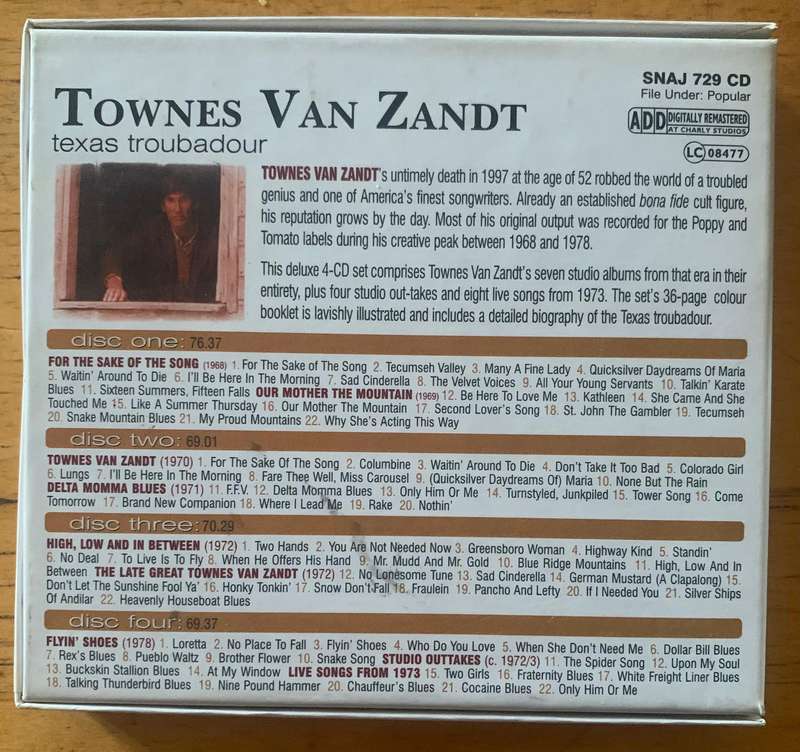 SNAJ 729 CD
File Under: Popular
TOWNES VAN ZANDT
texas troubadour
ADD DIGITALLY REMASTERED
AT CHARLY STUDIOS
LC 08477
TOWNES VAN ZANDT's untimely death in 1997 at the age of 52 robbed the world of a troubled
genius and one of America's finest songwriters. Already an established bona fide cult figure,
his reputation grows by the day. Most of his original output was recorded for the Poppy and
Tomato labels during his creative peak between 1968 and 1978.
This deluxe 4-CD set comprises Townes Van Zandt's seven studio albums from that era in their
entirety, plus four studio out-takes and eight live songs from 1973. The set's 36-page colour
booklet is lavishly illustrated and includes a detailed biography of the Texas troubadour.
disc one: 76.37
FOR THE SAKE OF THE SONG (1968) 1. For The Sake of The Song 2. Tecumseh Valley 3. Many A Fine Lady 4. Quicksilver Daydreams Of Maria
5. Waitin' Around To Die 6. I'll Be Here In The Morning 7. Sad Cinderella 8. The Velvet Voices 9. All Your Young Servants 10. Talkin' Karate
Blues 11. Sixteen Summers, Fifteen Falls OUR MOTHER THE MOUNTAIN (1969) 12. Be Here To Love Me 13. Kathleen 14. She Came And She
Touched Me 15. Like A Summer Thursday 16. Our Mother The Mountain 17. Second Lover's Song 18. St. John The Gambler 19. Tecumseh
20. Snake Mountain Blues 21. My Proud Mountains 22. Why She's Acting This Way
disc two: 69.01
TOWNES VAN ZANDT (1970) 1. For The Sake Of The Song 2. Columbine 3. Waitin' Around To Die 4. Don't Take It Too Bad 5. Colorado Girl
6. Lungs 7. I'll Be Here In The Morning 8. Fare Thee Well, Miss Carousel 9. (Quicksilver Daydreams Of) Maria 10. None But The Rain
DELTA MOMMA BLUES (1971) 11. F.F.V. 12. Delta Momma Blues 13. Only Him Or Me 14. Turnstyled, Junkpiled 15. Tower Song 16. Come
Tomorrow 17. Brand New Companion 18. Where I Lead Me 19. Rake 20. Nothin'
disc three: 70.29
HIGH, LOW AND IN BETWEEN (1972) 1. Two Hands 2. You Are Not Needed Now 3. Greensboro Woman 4. Highway Kind 5. Standin'
6. No Deal 7. To Live Is To Fly 8. When He Offers His Hand 9. Mr. Mudd And Mr. Gold 10. Blue Ridge Mountains 11. High, Low And In
Between THE LATE GREAT TOWNES VAN ZANDT (1972) 12. No Lonesome Tune 13. Sad Cinderella 14. German Mustard (A Clapalong) 15.
Don't Let The Sunshine Fool Ya' 16. Honky Tonkin' 17. Snow Don't Fall 18. Fraulein 19. Pancho And Lefty 20. If I Needed You 21. Silver Ships
Of Andilar 22. Heavenly Houseboat Blues
disc four: 69.37
FLYIN' SHOES (1978) 1. Loretta 2. No Place To Fall 3. Flyin' Shoes 4. Who Do You Love 5. When She Don't Need Me 6. Dollar Bill Blues
7. Rex's Blues 8. Pueblo Waltz 9. Brother Flower 10. Snake Song STUDIO OUTTAKES (c. 1972/3) 11. The Spider Song 12. Upon My Soul
13. Buckskin Stallion Blues 14. At My Window LIVE SONGS FROM 1973 15. Two Girls 16. Fraternity Blues 17. White Freight Liner Blues
18. Talking Thunderbird Blues 19. Nine Pound Hammer 20. Chauffeur's Blues 21. Cocaine Blues 22. Only Him Or Me